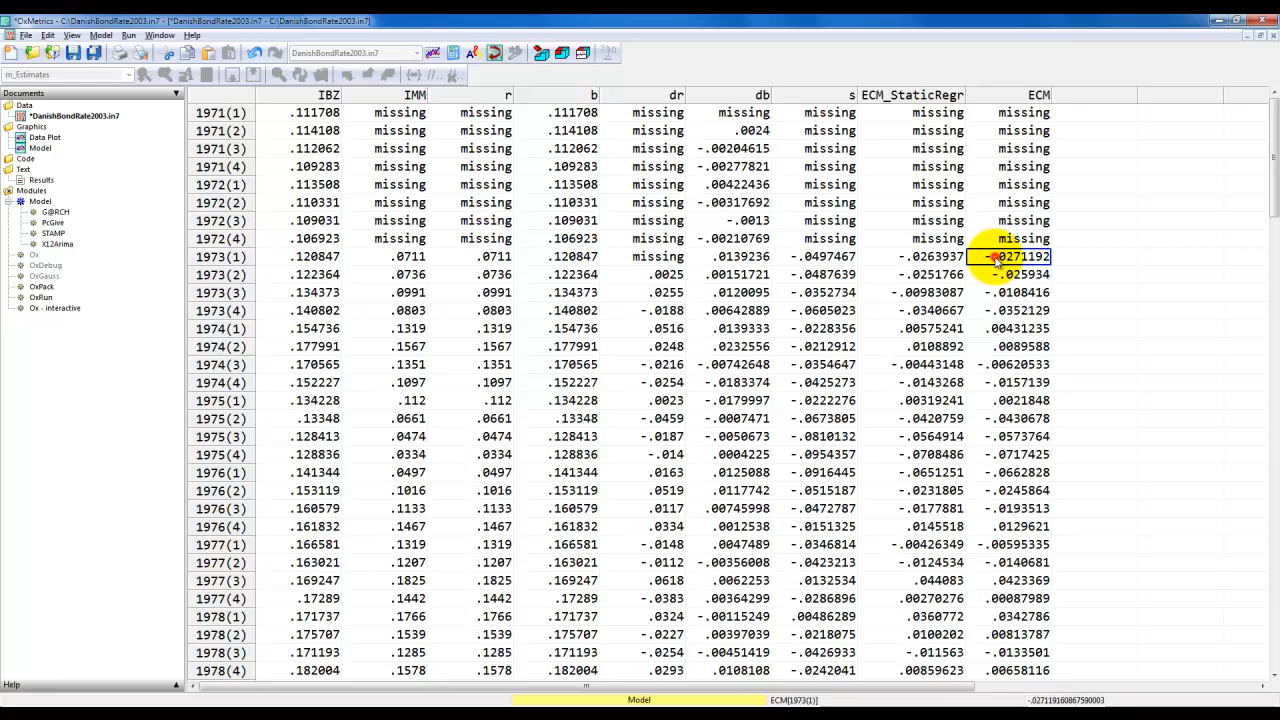 *OxMetrics - C:\DanishBondRate2003.in7 - [*DanishBondRate2003.in7 - C:\DanishBondRate2003.in7]
File Edit View Model Run Window Help
DanishBondRate2003.in7
m_Estimates
Documents
Data
*DanishBondRate2003.in7
Graphics
Data Plot
Model
Code
Text
Results
Modules
Model
G@RCH
PcGive
STAMP
X12Arima
Ox
OxDebug
OxGauss
OxPack
OxRun
Ox - interactive
Help
IBZ IMM r b dr db s ECM_StaticRegr ECM
1971(1) .111708 missing missing .111708 missing missing missing missing missing
1971(2) .114108 missing missing .114108 missing .0024 missing missing missing
1971(3) .112062 missing missing .112062 missing -.00204615 missing missing missing
1971(4) .109283 missing missing .109283 missing -.00277821 missing missing missing
1972(1) .113508 missing missing .113508 missing .00422436 missing missing missing
1972(2) .110331 missing missing .110331 missing -.00317692 missing missing missing
1972(3) .109031 missing missing .109031 missing -.0013 missing missing missing
1972(4) .106923 missing missing .106923 missing -.00210769 missing missing missing
1973(1) .120847 .0711 .0711 .120847 missing .0139236 -.0497467 -.0263937 -.0271192
1973(2) .122364 .0736 .0736 .122364 .0025 .00151721 -.0487639 -.0251766 -.025934
1973(3) .134373 .0991 .0991 .134373 .0255 .0120095 -.0352734 -.00983087 -.0108416
1973(4) .140802 .0803 .0803 .140802 -.0188 .00642889 -.0605023 -.0340667 -.0352129
1974(1) .154736 .1319 .1319 .154736 .0516 .0139333 -.0228356 .00575241 .00431235
1974(2) .177991 .1567 .1567 .177991 .0248 .0232556 -.0212912 .0108892 .0089588
1974(3) .170565 .1351 .1351 .170565 -.0216 -.00742648 -.0354647 -.00443148 -.00620533
1974(4) .152227 .1097 .1097 .152227 -.0254 -.0183374 -.0425273 -.0143268 -.0157139
1975(1) .134228 .112 .112 .134228 .0023 -.0179997 -.0222276 .00319241 .0021848
1975(2) .13348 .0661 .0661 .13348 -.0459 -.0007471 -.0673805 -.0420759 -.0430678
1975(3) .128413 .0474 .0474 .128413 -.0187 -.0050673 -.0810132 -.0564914 -.0573764
1975(4) .128836 .0334 .0334 .128836 -.014 .0004225 -.0954357 -.0708486 -.0717425
1976(1) .141344 .0497 .0497 .141344 .0163 .0125088 -.0916445 -.0651251 -.0662828
1976(2) .153119 .1016 .1016 .153119 .0519 .0117742 -.0515187 -.0231805 -.0245864
1976(3) .160579 .1133 .1133 .160579 .0117 .00745998 -.0472787 -.0177881 -.0193513
1976(4) .161832 .1467 .1467 .161832 .0334 .0012538 -.0151325 .0145518 .0129621
1977(1) .166581 .1319 .1319 .166581 -.0148 .0047489 -.0346814 -.00426349 -.00595335
1977(2) .163021 .1207 .1207 .163021 -.0112 -.00356008 -.0423213 -.0124534 -.0140681
1977(3) .169247 .1825 .1825 .169247 .0618 .0062253 .0132534 .044083 .0423369
1977(4) .17289 .1442 .1442 .17289 -.0383 .00364299 -.0286896 .00270276 .00087989
1978(1) .171737 .1766 .1766 .171737 .0324 -.00115249 .00486289 .0360772 .0342786
1978(2) .175707 .1539 .1539 .175707 -.0227 .00397039 -.0218075 .0100202 .00813787
1978(3) .171193 .1285 .1285 .171193 -.0254 -.00451419 -.0426933 -.011563 -.0133501
1978(4) .182004 .1578 .1578 .182004 .0293 .0108108 -.0242041 .00859623 .00658116
Model ECM[1973(1)] -.027119160867590003